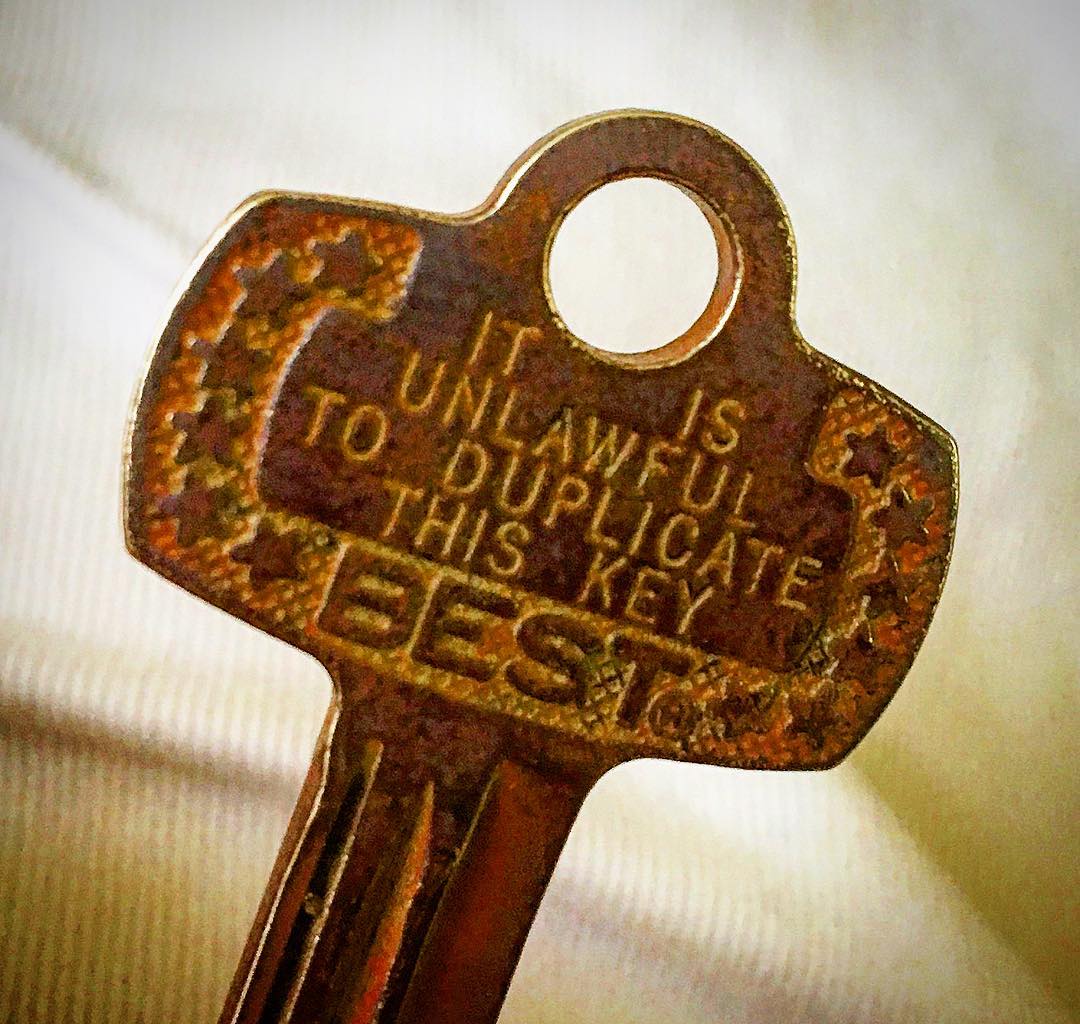 IT IS
UNLAWFUL
TO DUPLICATE
THIS KEY
BEST